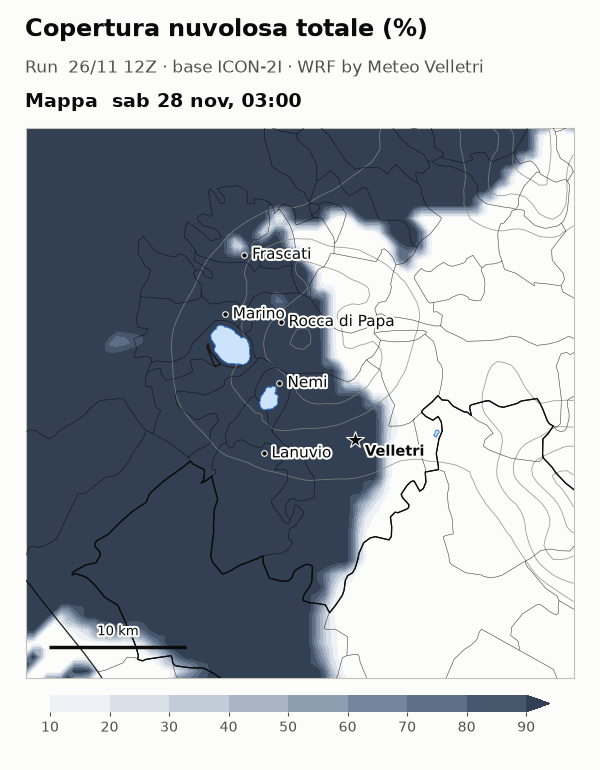 Copertura nuvolosa totale (%)
Run  26/11 12Z · base ICON-2I · WRF by Meteo Velletri
Mappa  sab 28 nov, 03:00
Frascati
Marino
Rocca di Papa
Nemi
Velletri
Lanuvio
10 km
10 20 30 40 50 60 70 80 90